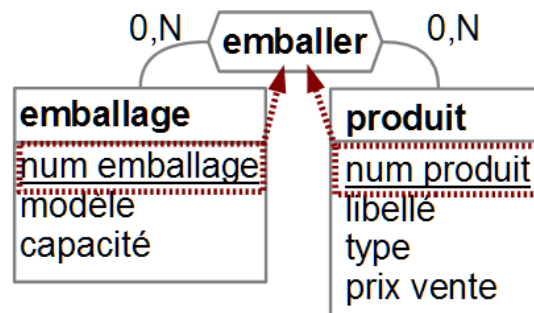 0,N
emballer
0,N
emballage
num emballage
modèle
capacité
produit
num produit
libellé
type
prix vente